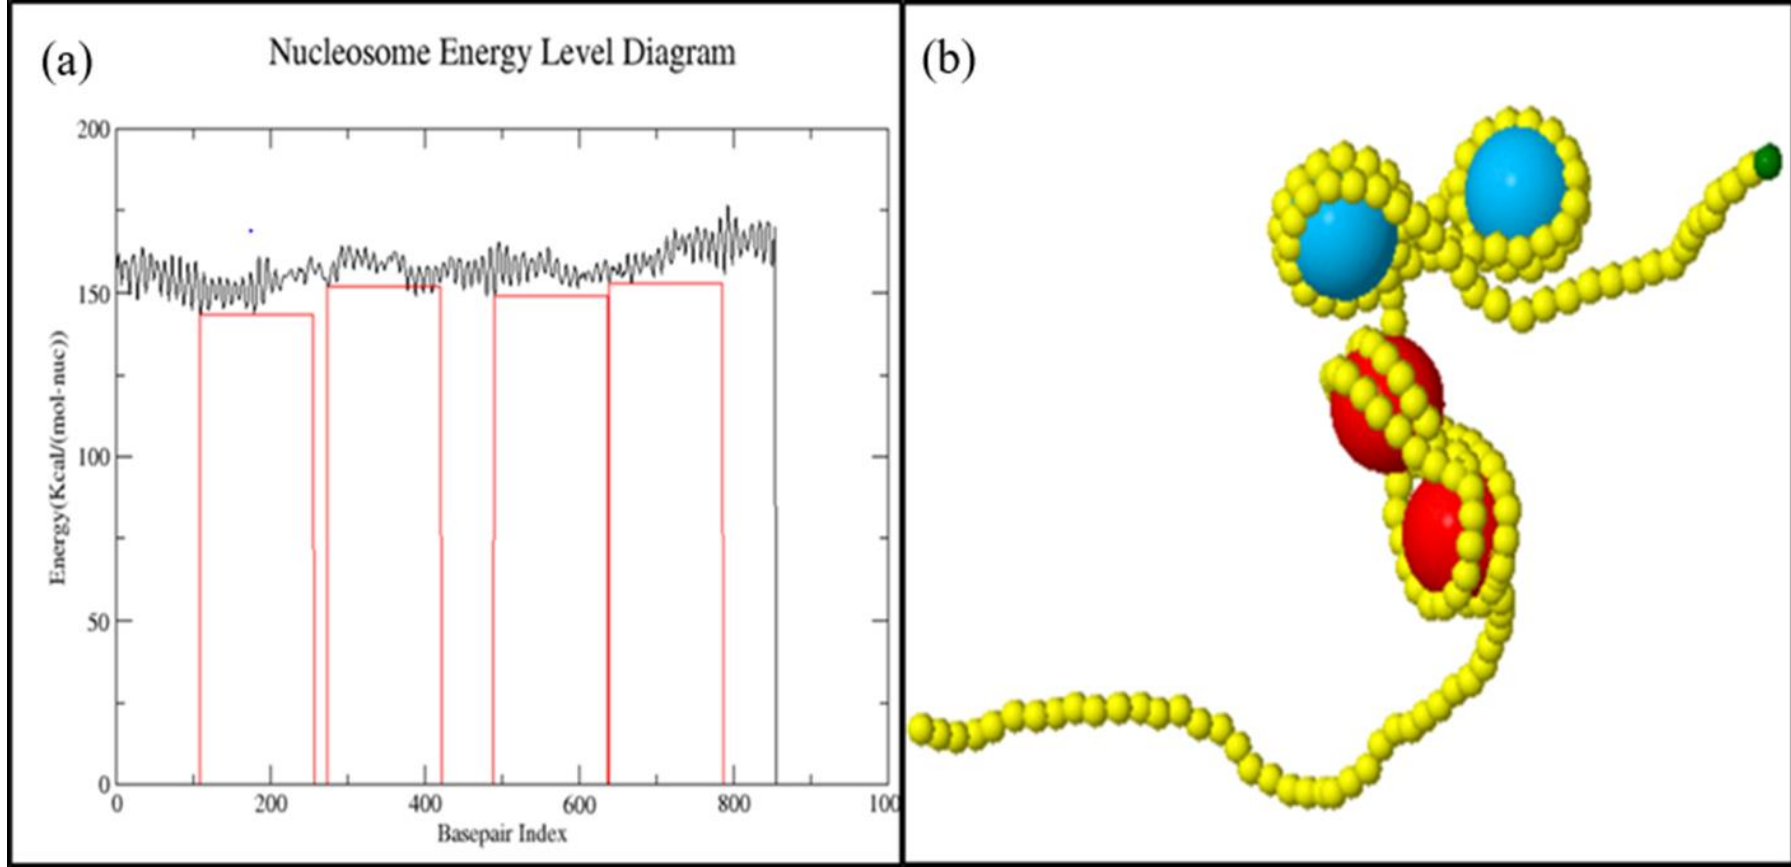 (a)
Nucleosome Energy Level Diagram
200
150
100
50
0
Energy(Kcal/(mol-nuc))
0 200 400 600 800 100
Basepair Index
(b)